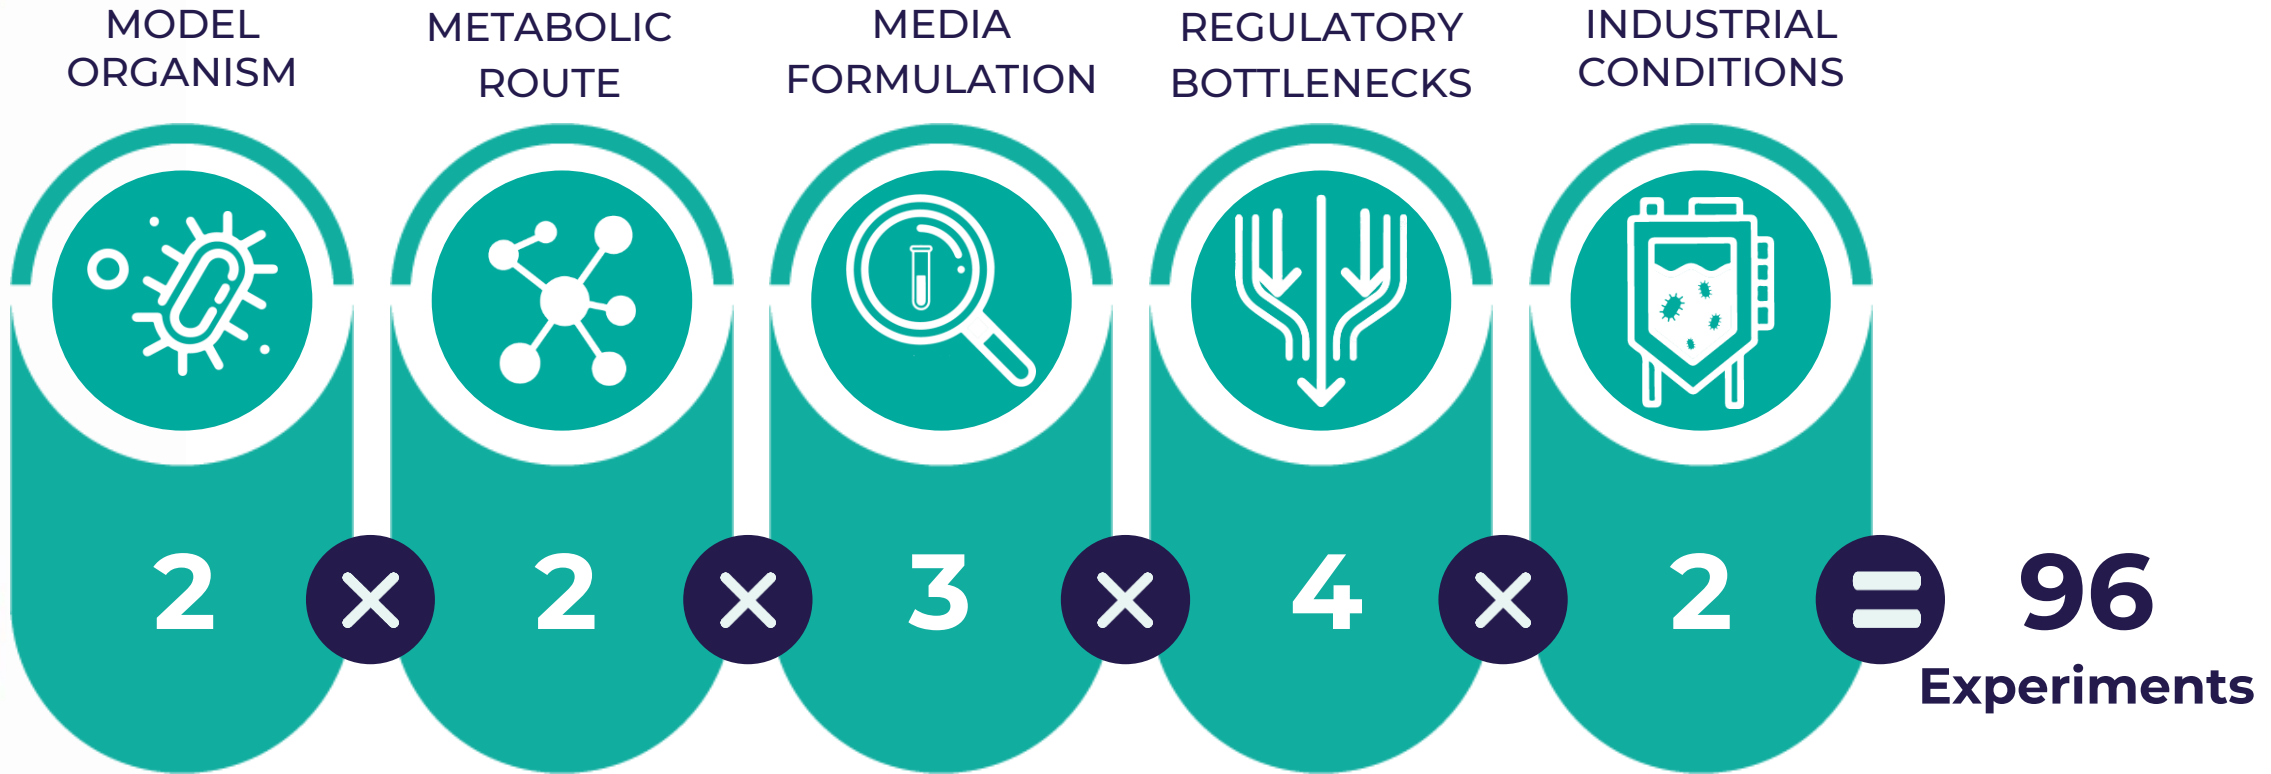 MODEL
ORGANISM
METABOLIC
ROUTE
MEDIA
FORMULATION
REGULATORY
BOTTLENECKS
INDUSTRIAL
CONDITIONS
2 × 2 × 3 × 4 × 2 = 96
Experiments